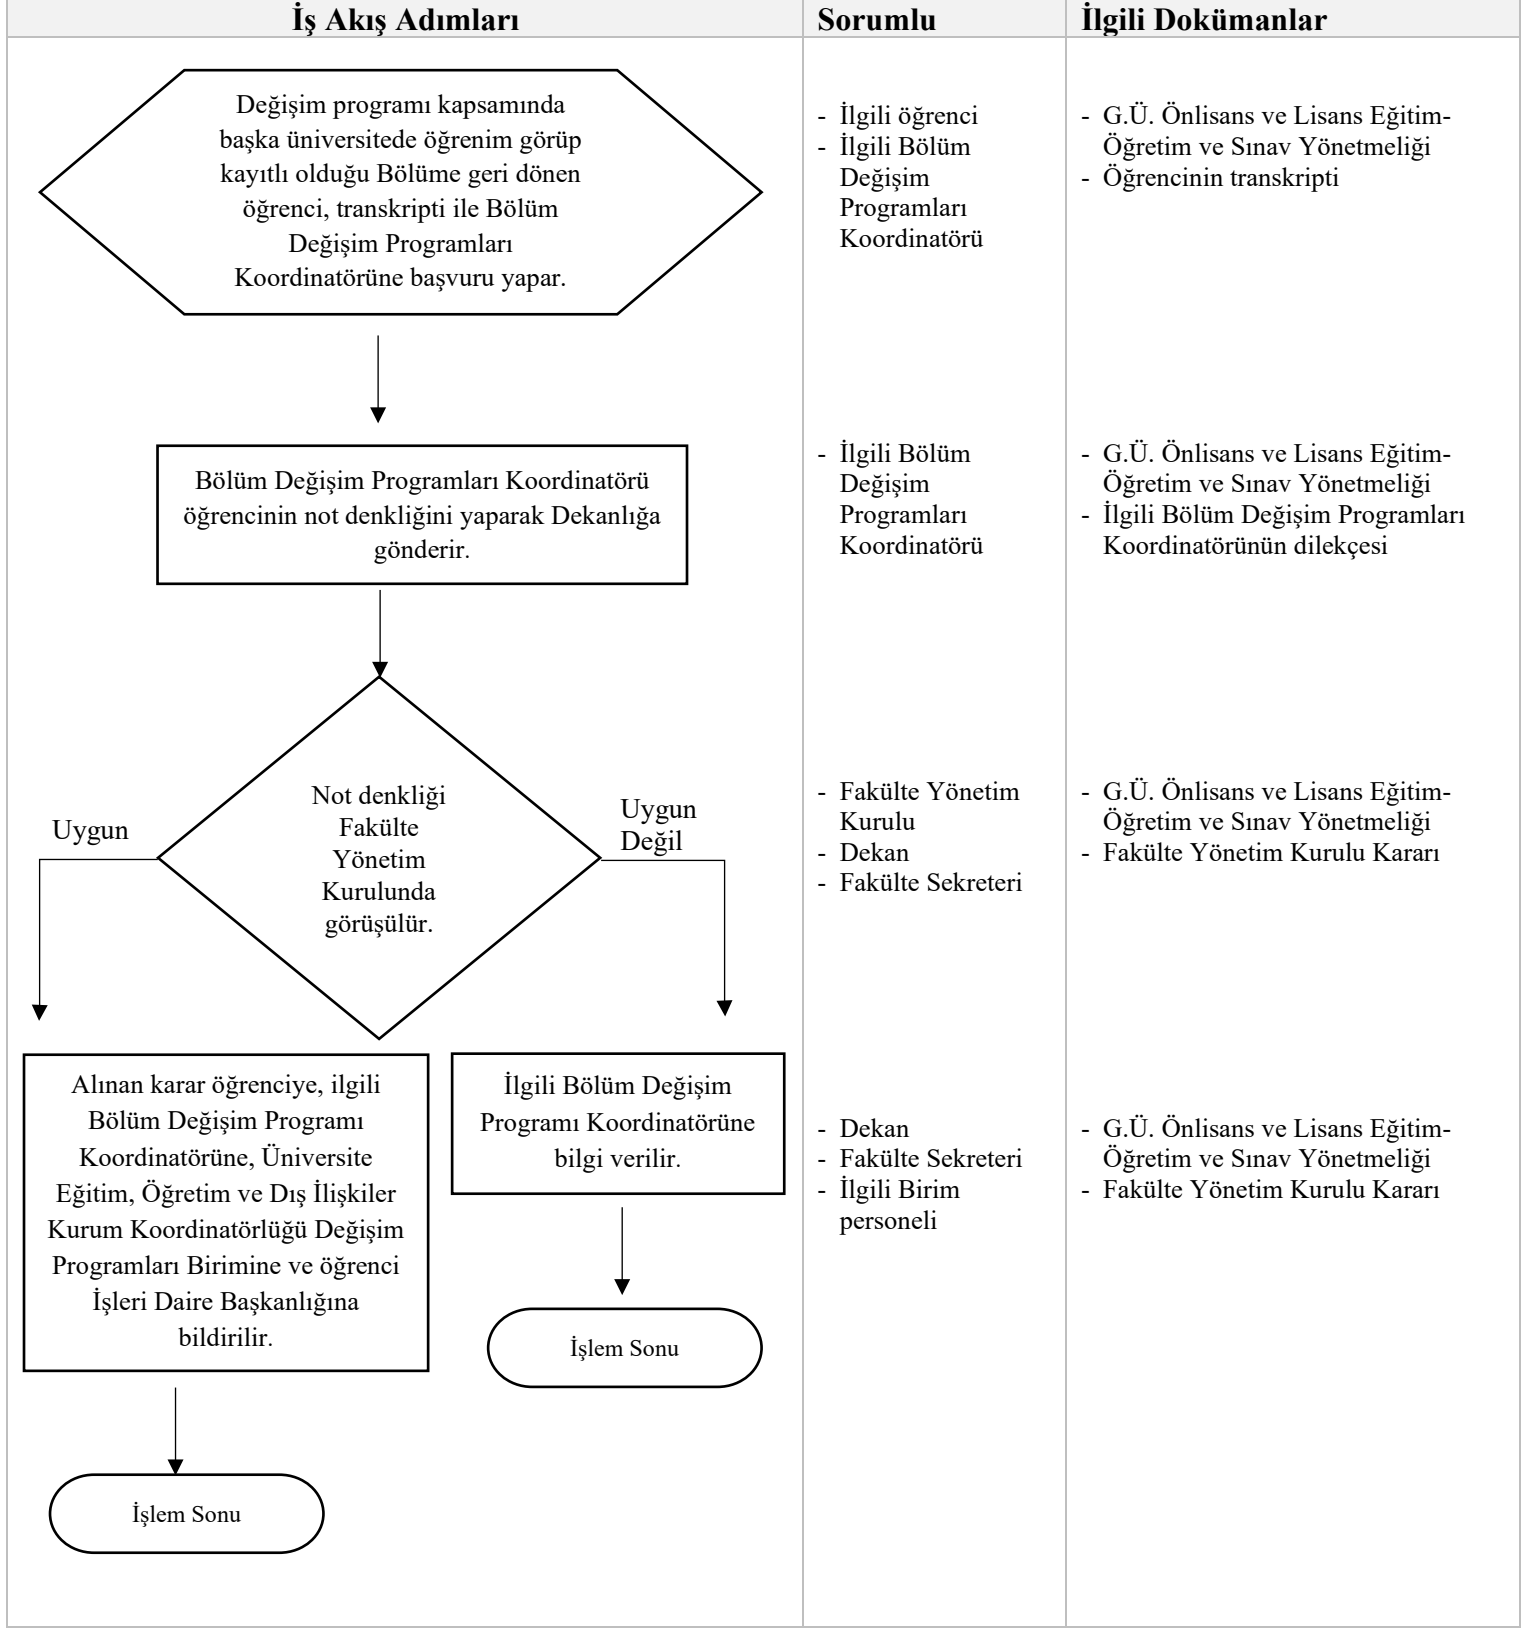 İş Akış Adımları
Sorumlu
İlgili Dokümanlar
Değişim programı kapsamında
başka üniversitede öğrenim görüp
kayıtlı olduğu Bölüme geri dönen
öğrenci, transkripti ile Bölüm
Değişim Programları
Koordinatörüne başvuru yapar.
- İlgili öğrenci
- İlgili Bölüm
Değişim
Programları
Koordinatörü
- G.Ü. Önlisans ve Lisans Eğitim-
Öğretim ve Sınav Yönetmeliği
- Öğrencinin transkripti
Bölüm Değişim Programları Koordinatörü
öğrencinin not denkliğini yaparak Dekanlığa
gönderir.
- İlgili Bölüm
Değişim
Programları
Koordinatörü
- G.Ü. Önlisans ve Lisans Eğitim-
Öğretim ve Sınav Yönetmeliği
- İlgili Bölüm Değişim Programları
Koordinatörünün dilekçesi
Not denkliği
Fakülte
Yönetim
Kurulunda
görüşülür.
Uygun
Uygun
Değil
- Fakülte Yönetim
Kurulu
- Dekan
- Fakülte Sekreteri
- G.Ü. Önlisans ve Lisans Eğitim-
Öğretim ve Sınav Yönetmeliği
- Fakülte Yönetim Kurulu Kararı
Alınan karar öğrenciye, ilgili
Bölüm Değişim Programı
Koordinatörüne, Üniversite
Eğitim, Öğretim ve Dış İlişkiler
Kurum Koordinatörlüğü Değişim
Programları Birimine ve öğrenci
İşleri Daire Başkanlığına
bildirilir.
İlgili Bölüm Değişim
Programı Koordinatörüne
bilgi verilir.
- Dekan
- Fakülte Sekreteri
- İlgili Birim
personeli
- G.Ü. Önlisans ve Lisans Eğitim-
Öğretim ve Sınav Yönetmeliği
- Fakülte Yönetim Kurulu Kararı
İşlem Sonu
İşlem Sonu